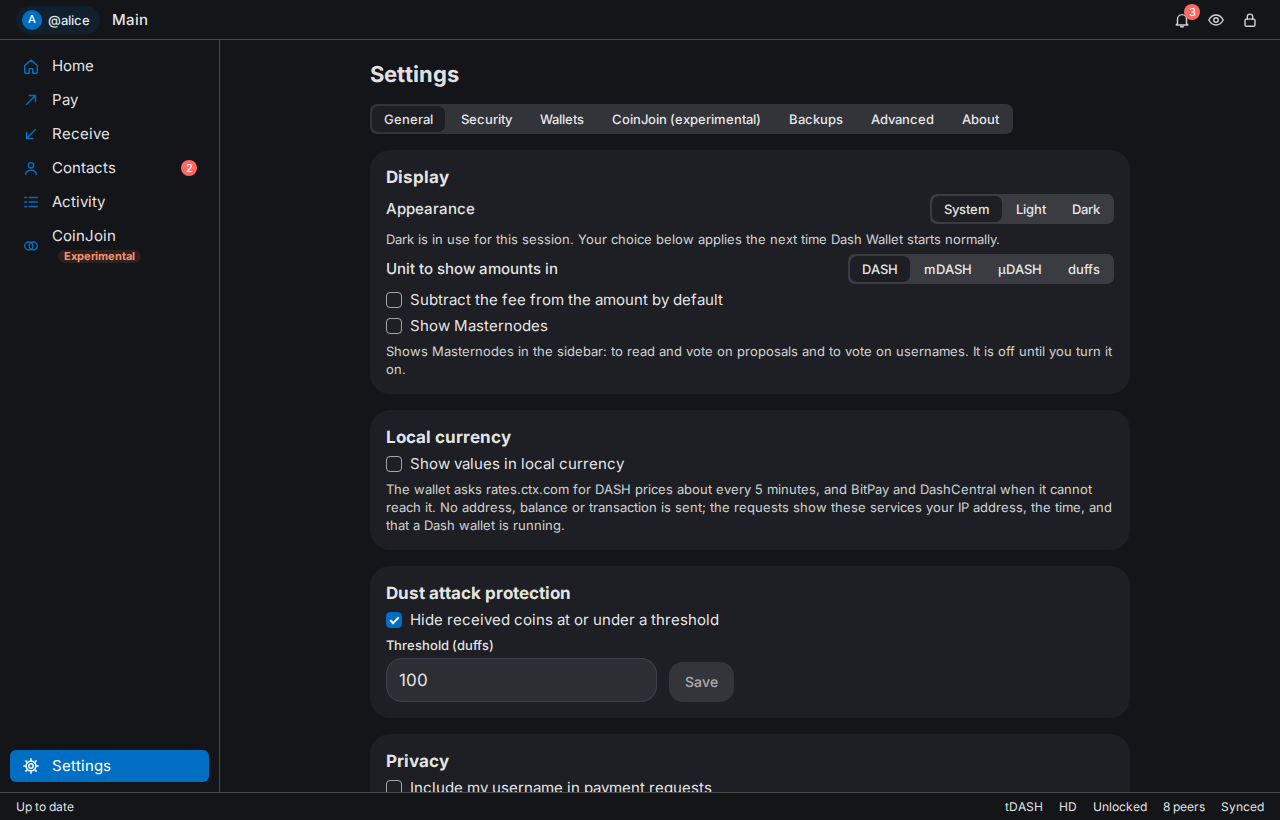 A @alice Main 3
Home
Pay
Receive
Contacts 2
Activity
CoinJoin
Experimental
Settings
Settings
General Security Wallets CoinJoin (experimental) Backups Advanced About
Display
Appearance System Light Dark
Dark is in use for this session. Your choice below applies the next time Dash Wallet starts normally.
Unit to show amounts in DASH mDASH µDASH duffs
Subtract the fee from the amount by default
Show Masternodes
Shows Masternodes in the sidebar: to read and vote on proposals and to vote on usernames. It is off until you turn it
on.
Local currency
Show values in local currency
The wallet asks rates.ctx.com for DASH prices about every 5 minutes, and BitPay and DashCentral when it cannot
reach it. No address, balance or transaction is sent; the requests show these services your IP address, the time, and
that a Dash wallet is running.
Dust attack protection
Hide received coins at or under a threshold
Threshold (duffs)
100 Save
Privacy
Include my username in payment requests
Up to date tDASH HD Unlocked 8 peers Synced